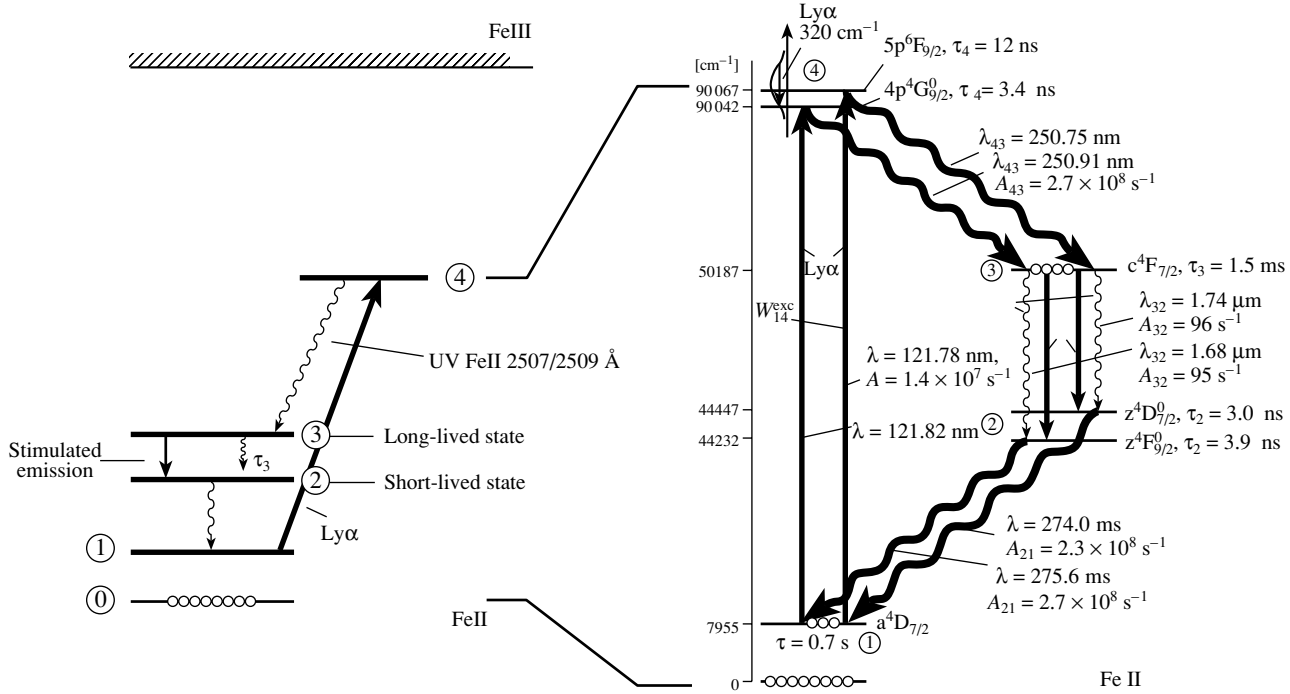 FeIII
④
UV FeII 2507/2509 Å
Stimulated
emission
τ₃
③
Long-lived state
②
Short-lived state
Lyα
①
⓪
FeII
Lyα
320 cm⁻¹
[cm⁻¹]
④
5p⁶F₉/₂, τ₄ = 12 ns
90 067
4p⁴G⁰₉/₂, τ ₄= 3.4 ns
90 042
λ₄₃ = 250.75 nm
λ₄₃ = 250.91 nm
A₄₃ = 2.7 × 10⁸ s⁻¹
50187
Lyα
③
c⁴F₇/₂, τ₃ = 1.5 ms
W₁₄ᵉˣᶜ
λ₃₂ = 1.74 μm
A₃₂ = 96 s⁻¹
λ₃₂ = 1.68 μm
A₃₂ = 95 s⁻¹
λ = 121.78 nm,
A = 1.4 × 10⁷ s⁻¹
44447
z⁴D⁰₇/₂, τ₂ = 3.0 ns
②
44232
λ = 121.82 nm
z⁴F⁰₉/₂, τ₂ = 3.9 ns
λ = 274.0 ms
A₂₁ = 2.3 × 10⁸ s⁻¹
λ = 275.6 ms
A₂₁ = 2.7 × 10⁸ s⁻¹
7955
a⁴D₇/₂
τ = 0.7 s ①
0
Fe II